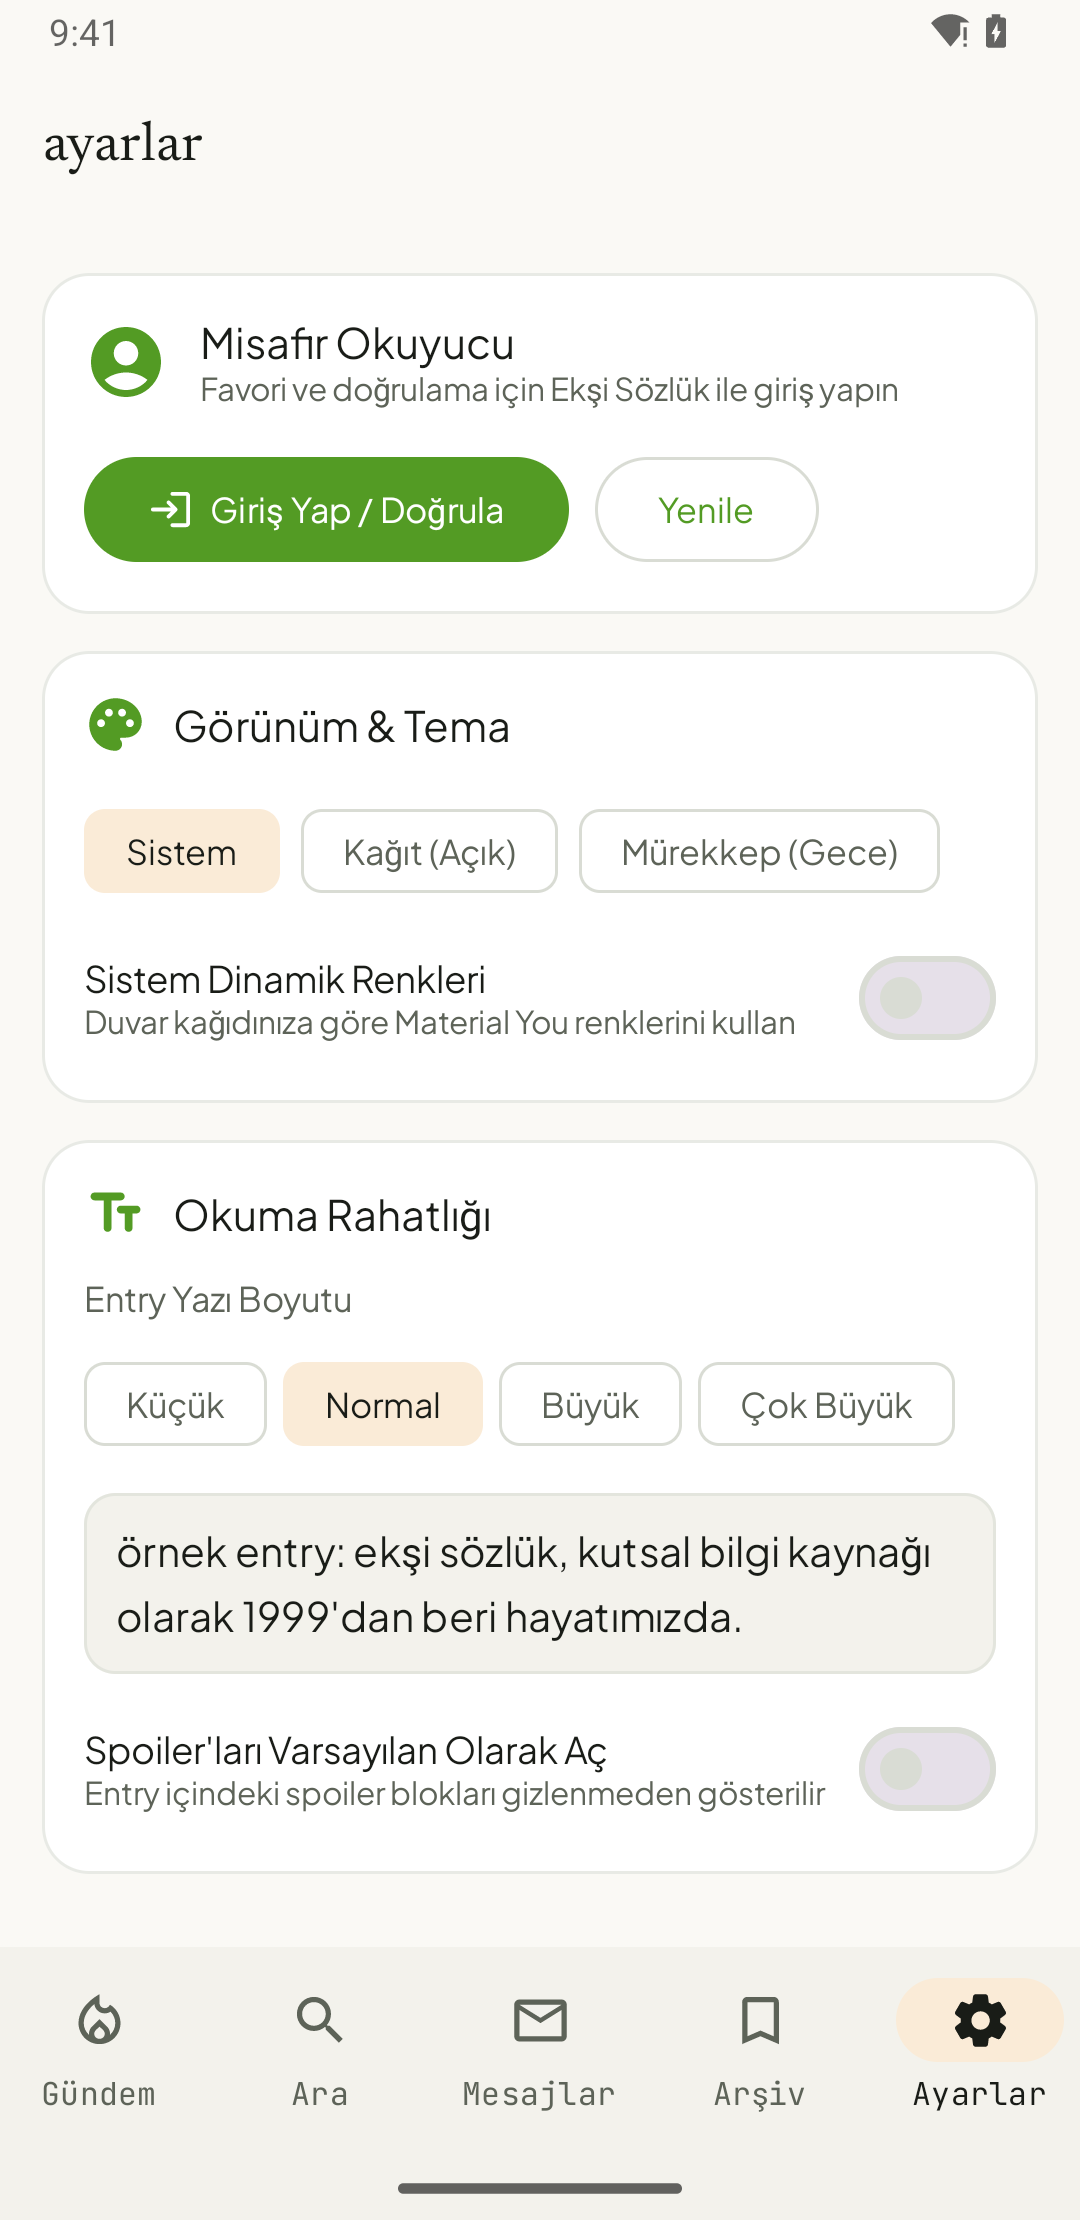 9:41
ayarlar
Misafir Okuyucu
Favori ve doğrulama için Ekşi Sözlük ile giriş yapın
Giriş Yap / Doğrula
Yenile
Görünüm & Tema
Sistem
Kağıt (Açık)
Mürekkep (Gece)
Sistem Dinamik Renkleri
Duvar kağıdınıza göre Material You renklerini kullan
Okuma Rahatlığı
Entry Yazı Boyutu
Küçük
Normal
Büyük
Çok Büyük
örnek entry: ekşi sözlük, kutsal bilgi kaynağı
olarak 1999'dan beri hayatımızda.
Spoiler'ları Varsayılan Olarak Aç
Entry içindeki spoiler blokları gizlenmeden gösterilir
Gündem
Ara
Mesajlar
Arşiv
Ayarlar